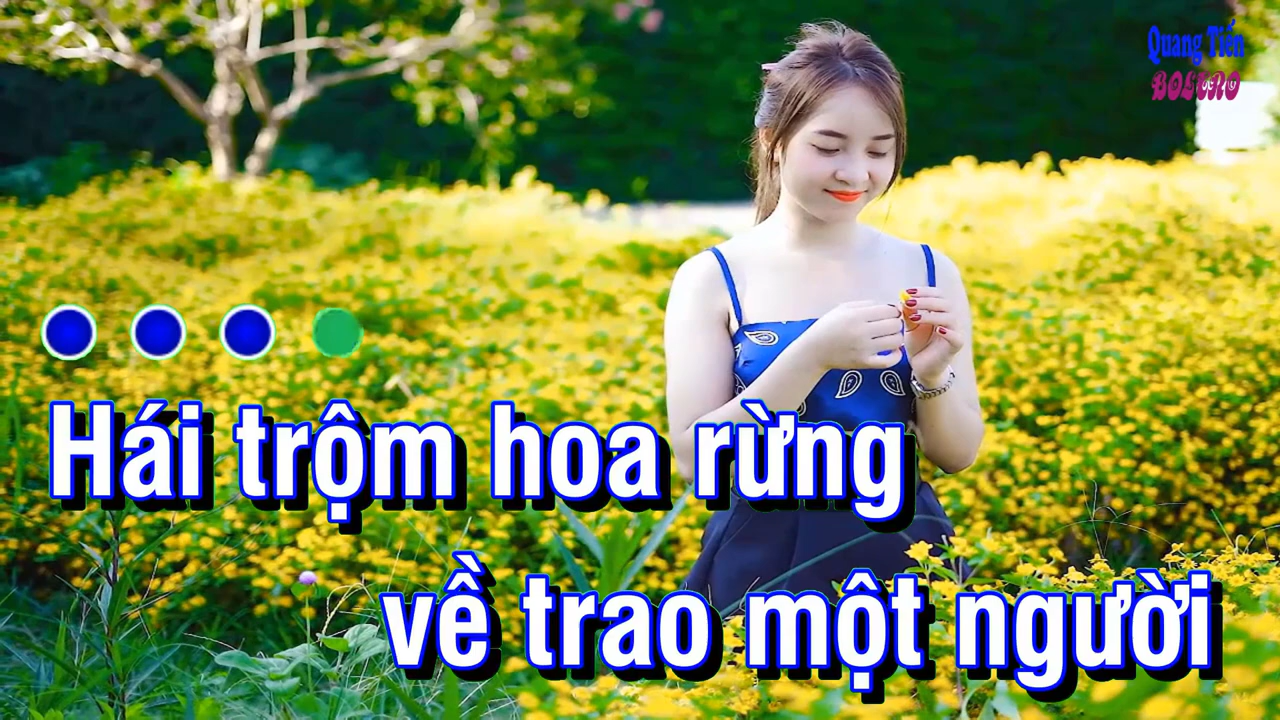 Quang Tiến
BOLERO
Hái trộm hoa rừng
về trao một người